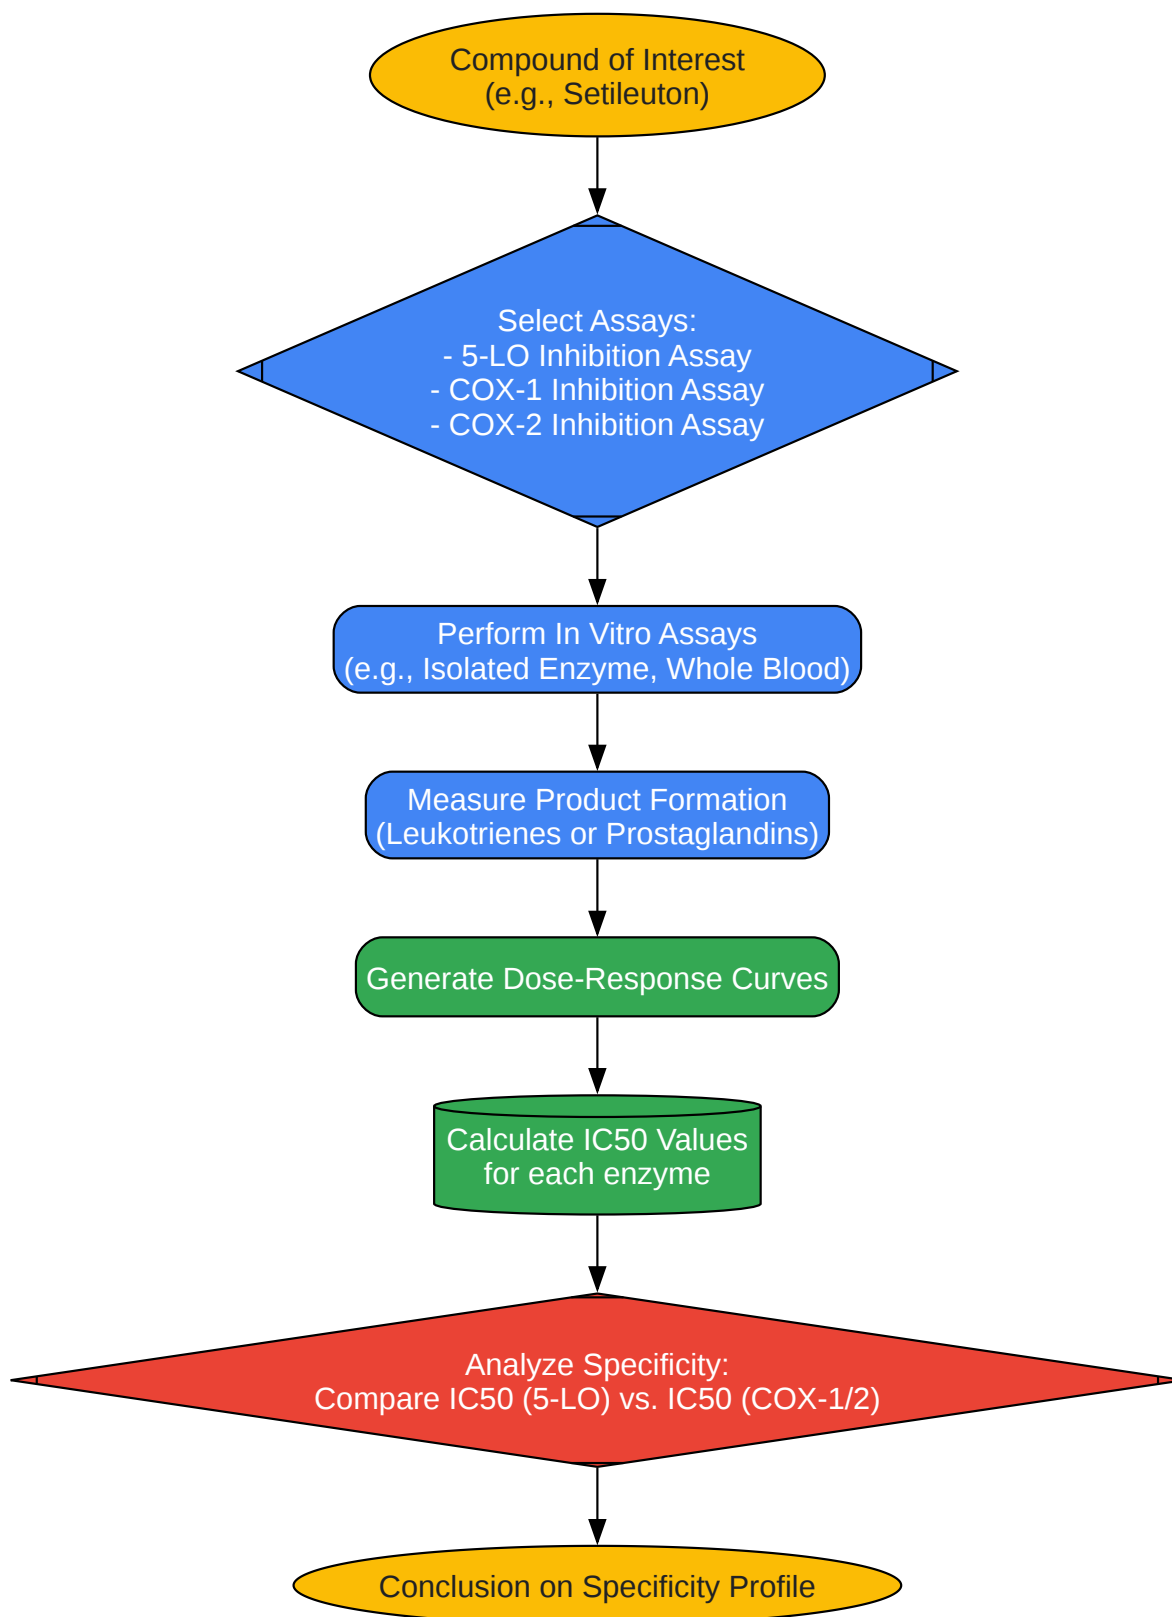 Compound of Interest
(e.g., Setileuton)
Select Assays:
- 5-LO Inhibition Assay
- COX-1 Inhibition Assay
- COX-2 Inhibition Assay
Perform In Vitro Assays
(e.g., Isolated Enzyme, Whole Blood)
Measure Product Formation
(Leukotrienes or Prostaglandins)
Generate Dose-Response Curves
Calculate IC50 Values
for each enzyme
Analyze Specificity:
Compare IC50 (5-LO) vs. IC50 (COX-1/2)
Conclusion on Specificity Profile